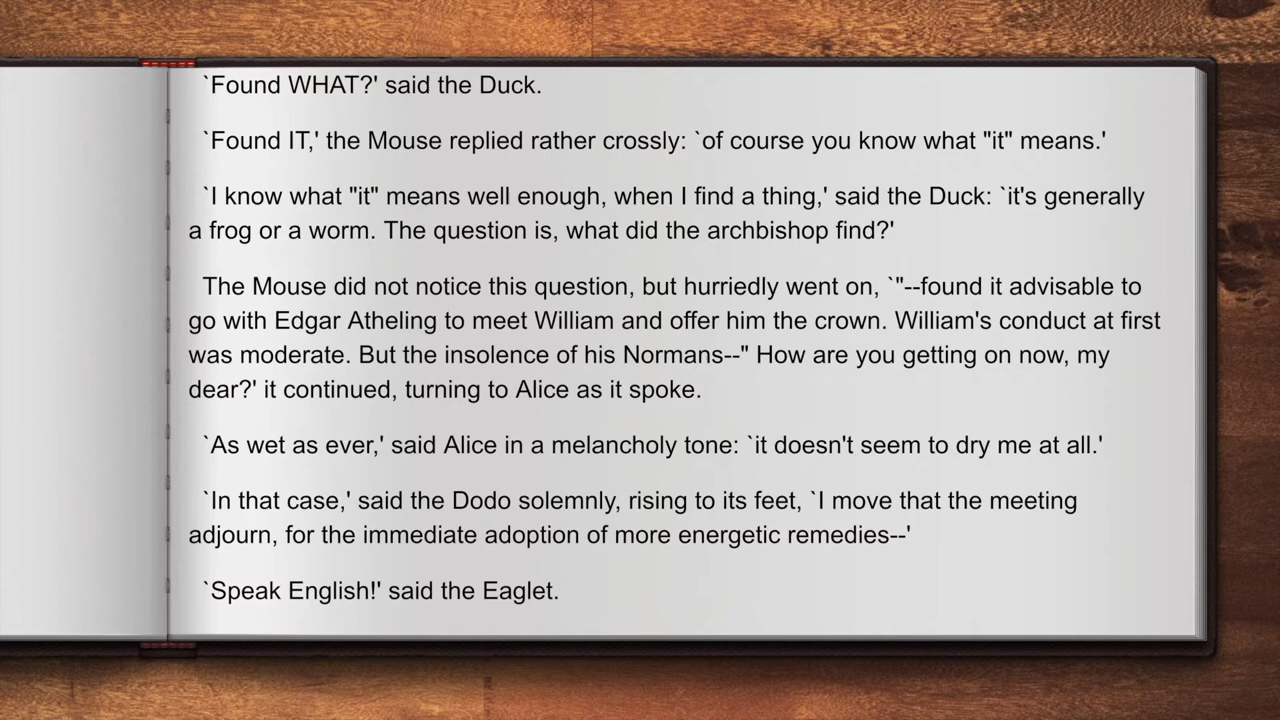 `Found WHAT?' said the Duck.
`Found IT,' the Mouse replied rather crossly: `of course you know what "it" means.'
`I know what "it" means well enough, when I find a thing,' said the Duck: `it's generally
a frog or a worm. The question is, what did the archbishop find?'
The Mouse did not notice this question, but hurriedly went on, `"--found it advisable to
go with Edgar Atheling to meet William and offer him the crown. William's conduct at first
was moderate. But the insolence of his Normans--" How are you getting on now, my
dear?' it continued, turning to Alice as it spoke.
`As wet as ever,' said Alice in a melancholy tone: `it doesn't seem to dry me at all.'
`In that case,' said the Dodo solemnly, rising to its feet, `I move that the meeting
adjourn, for the immediate adoption of more energetic remedies--'
`Speak English!' said the Eaglet.